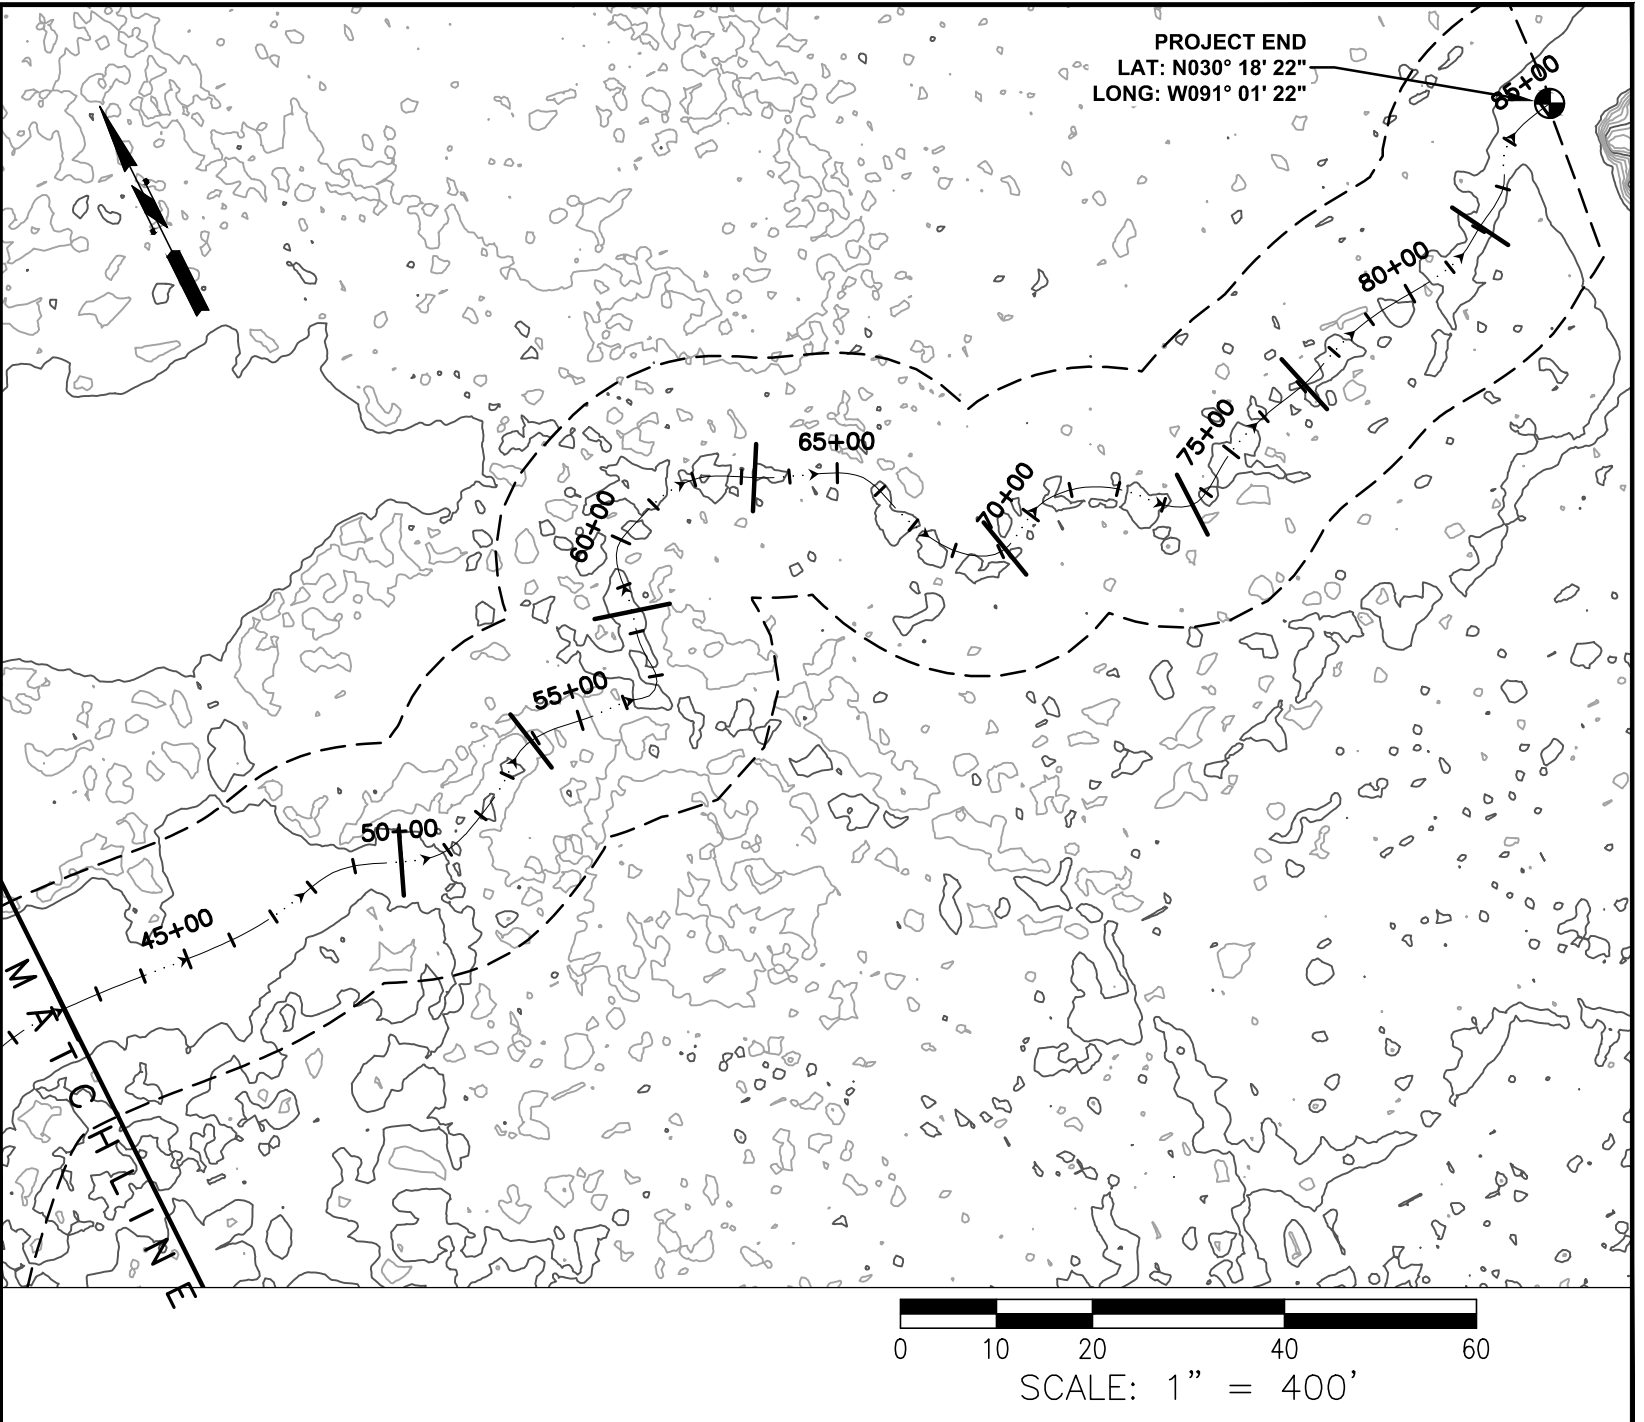 PROJECT END
LAT: N030° 18' 22"
LONG: W091° 01' 22"
85+00
80+00
75+00
70+00
65+00
60+00
55+00
50+00
45+00
MATCHLINE
0 10 20 40 60
SCALE: 1” = 400’